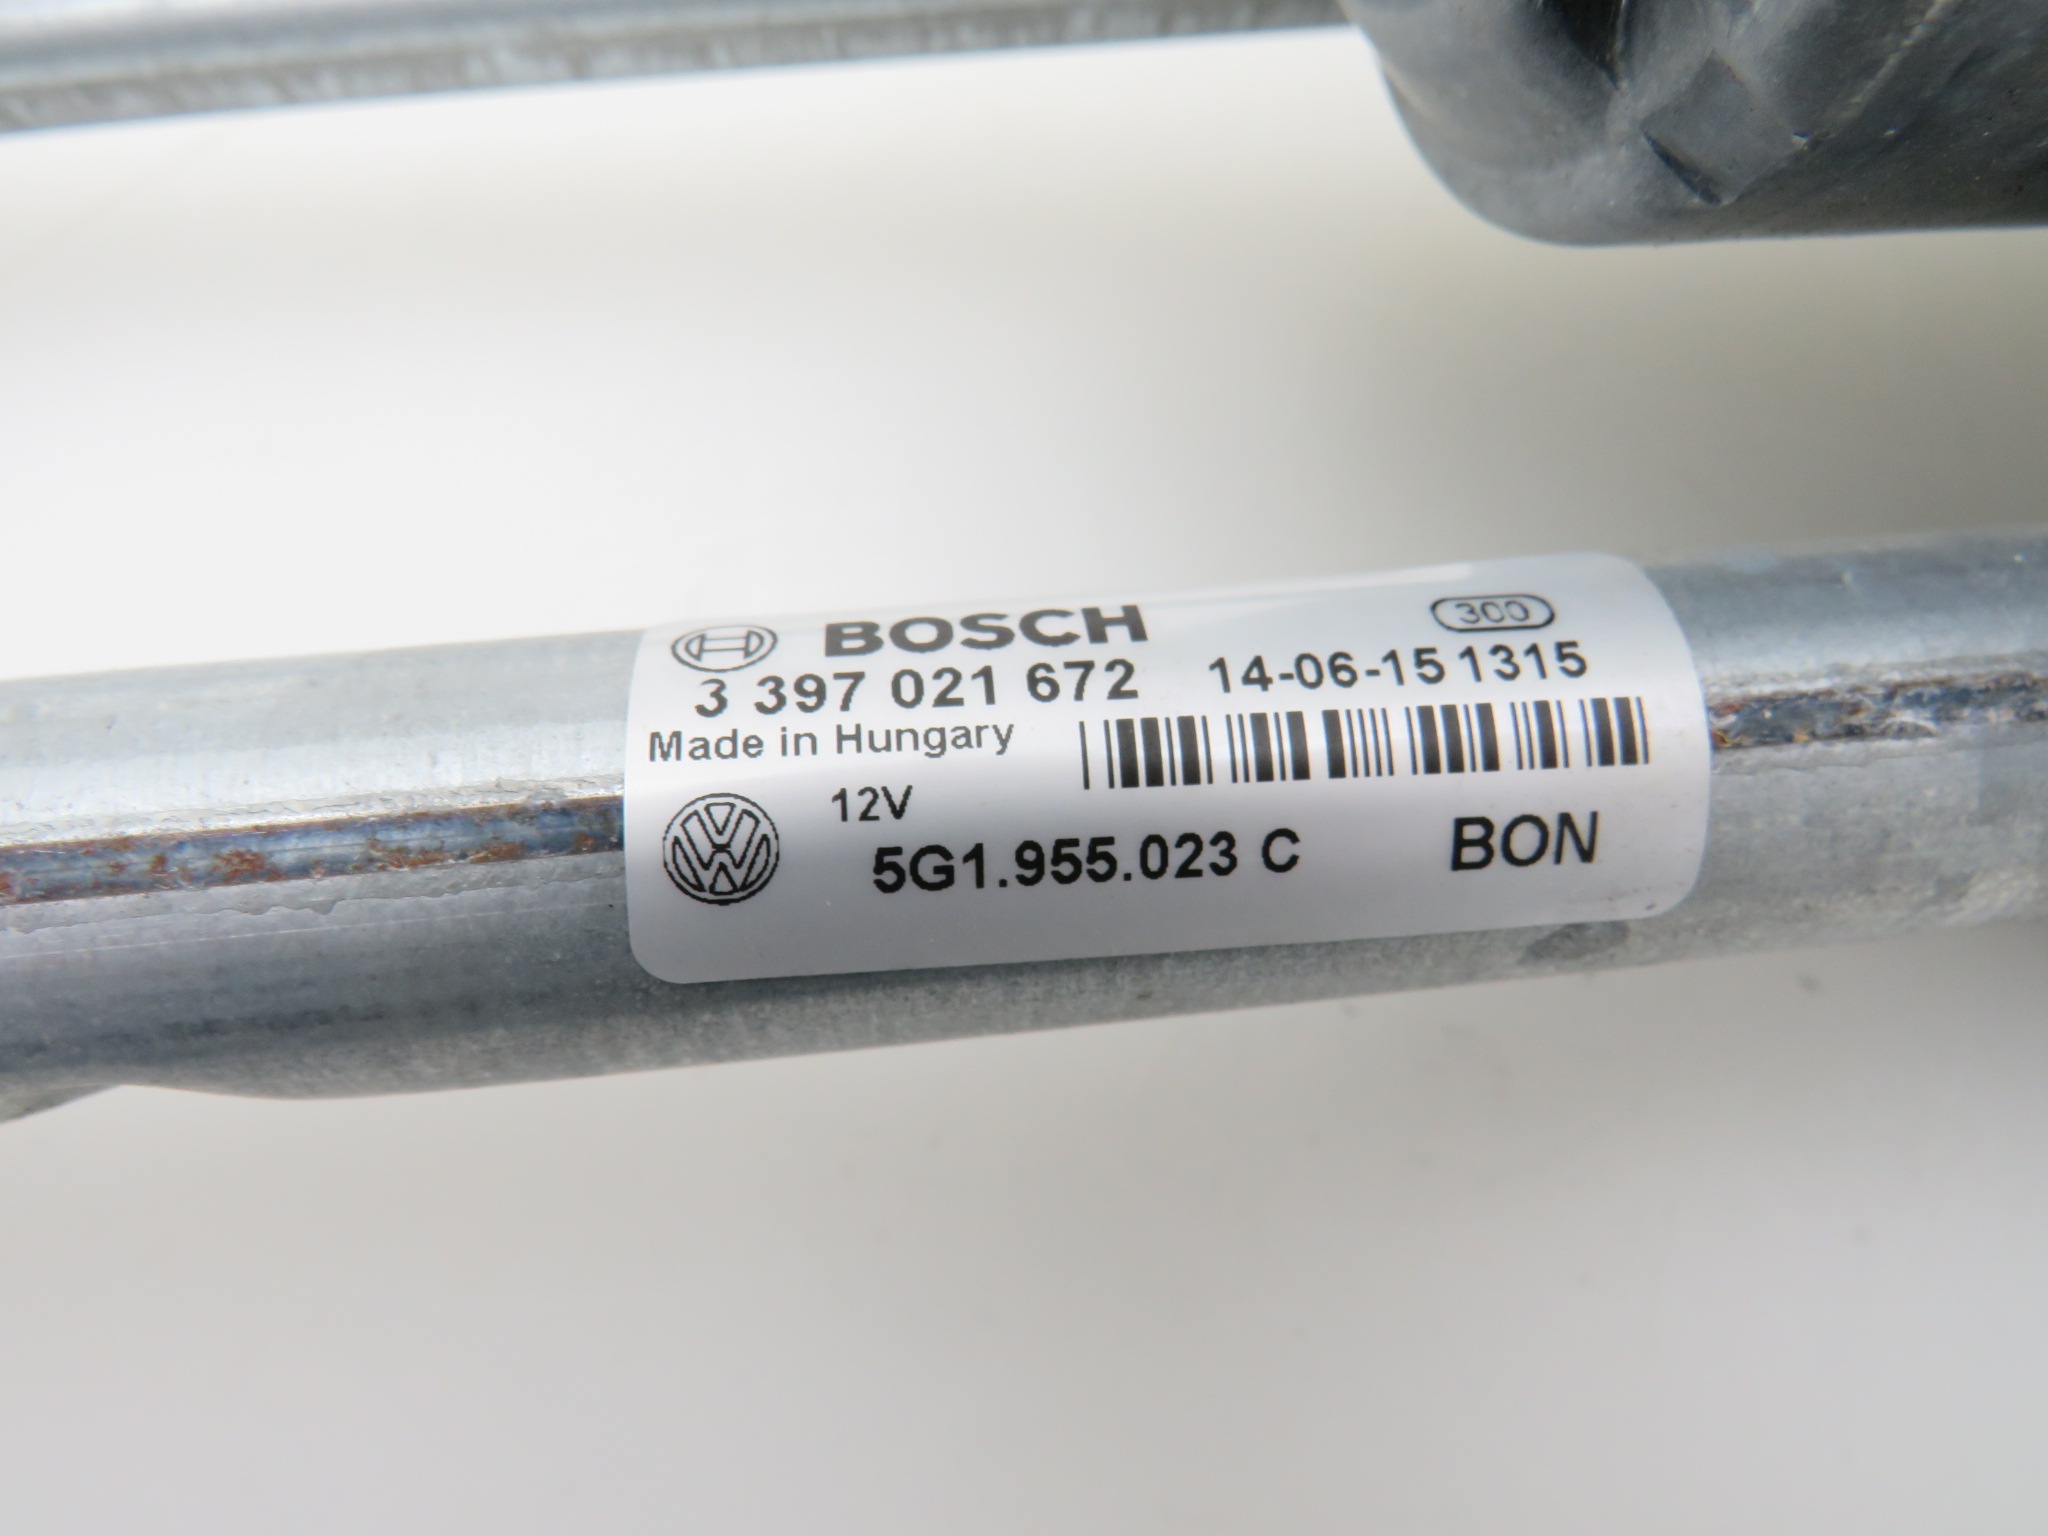 BOSCH 300
3 397 021 672 14-06-15 1315
Made in Hungary
12V
5G1.955.023 C BON